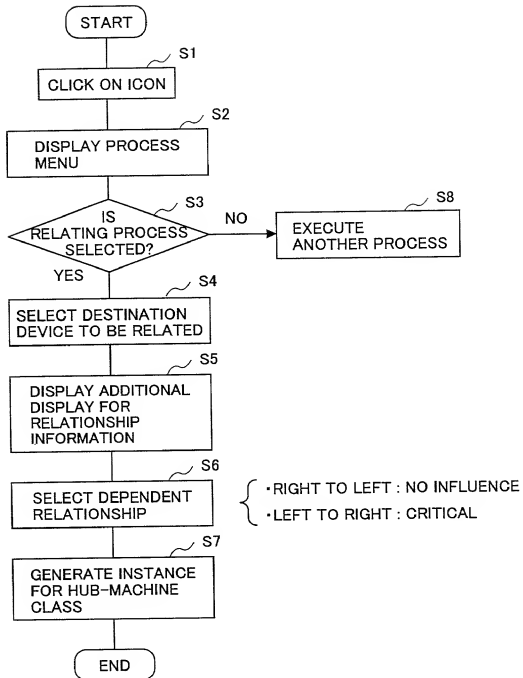 START
S1
CLICK ON ICON
S2
DISPLAY PROCESS
MENU
S3
IS
RELATING PROCESS
SELECTED?
NO
YES
S8
EXECUTE
ANOTHER PROCESS
S4
SELECT DESTINATION
DEVICE TO BE RELATED
S5
DISPLAY ADDITIONAL
DISPLAY FOR
RELATIONSHIP
INFORMATION
S6
SELECT DEPENDENT
RELATIONSHIP
・RIGHT TO LEFT : NO INFLUENCE
・LEFT TO RIGHT : CRITICAL
S7
GENERATE INSTANCE
FOR HUB-MACHINE
CLASS
END